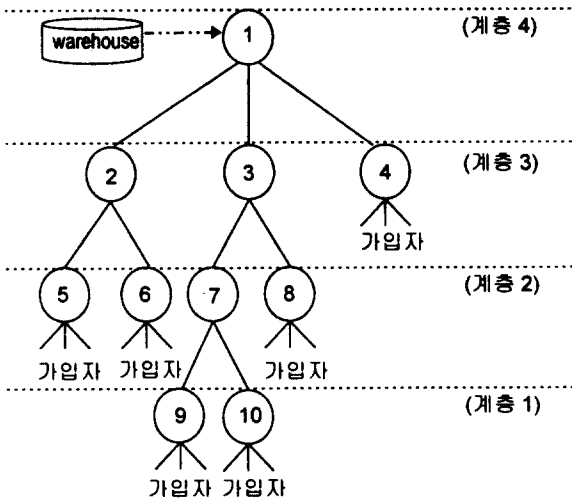 (계층 4)
warehouse
1
(계층 3)
2
3
4
가입자
(계층 2)
5
6
7
8
가입자
가입자
가입자
(계층 1)
9
10
가입자
가입자